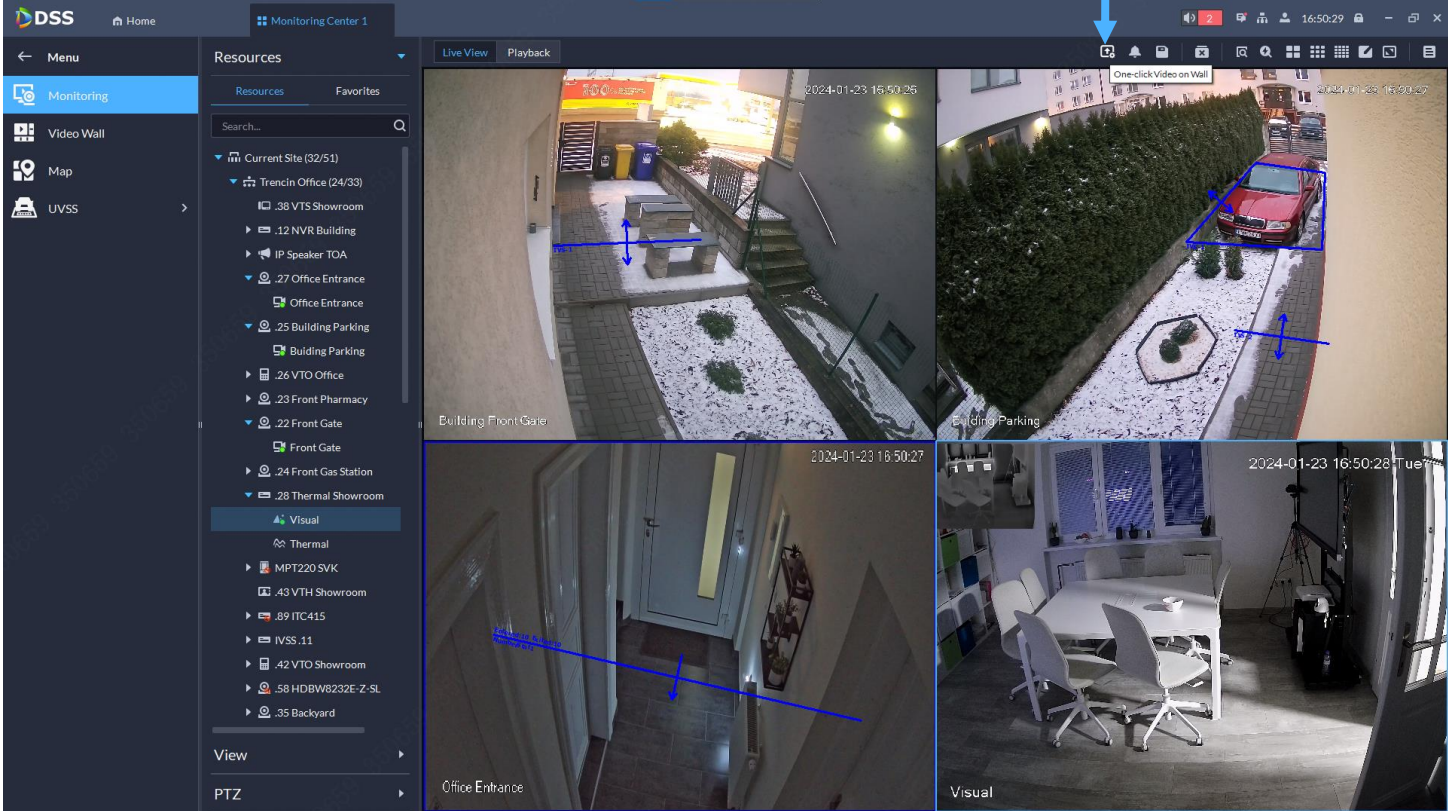 DSS
Home
Monitoring Center 1
2
16:50:29
Menu
Monitoring
Video Wall
Map
UVSS
Resources
Resources
Favorites
Search...
Current Site (32/51)
Trencin Office (24/33)
.38 VTS Showroom
.12 NVR Building
IP Speaker TOA
.27 Office Entrance
Office Entrance
.25 Building Parking
Buiding Parking
.26 VTO Office
.23 Front Pharmacy
.22 Front Gate
Front Gate
.24 Front Gas Station
.28 Thermal Showroom
Visual
Thermal
MPT220 SVK
.43 VTH Showroom
.89 ITC415
IVSS .11
.42 VTO Showroom
.58 HDBW8232E-Z-SL
.35 Backyard
View
PTZ
Live View
Playback
One-click Video on Wall
2024-01-23 16:50:25
Building Front Gate
2024-01-23 16:50:27
Building Parking
2024-01-23 16:50:27
Office Entrance
2024-01-23 16:50:28 Tue
Visual